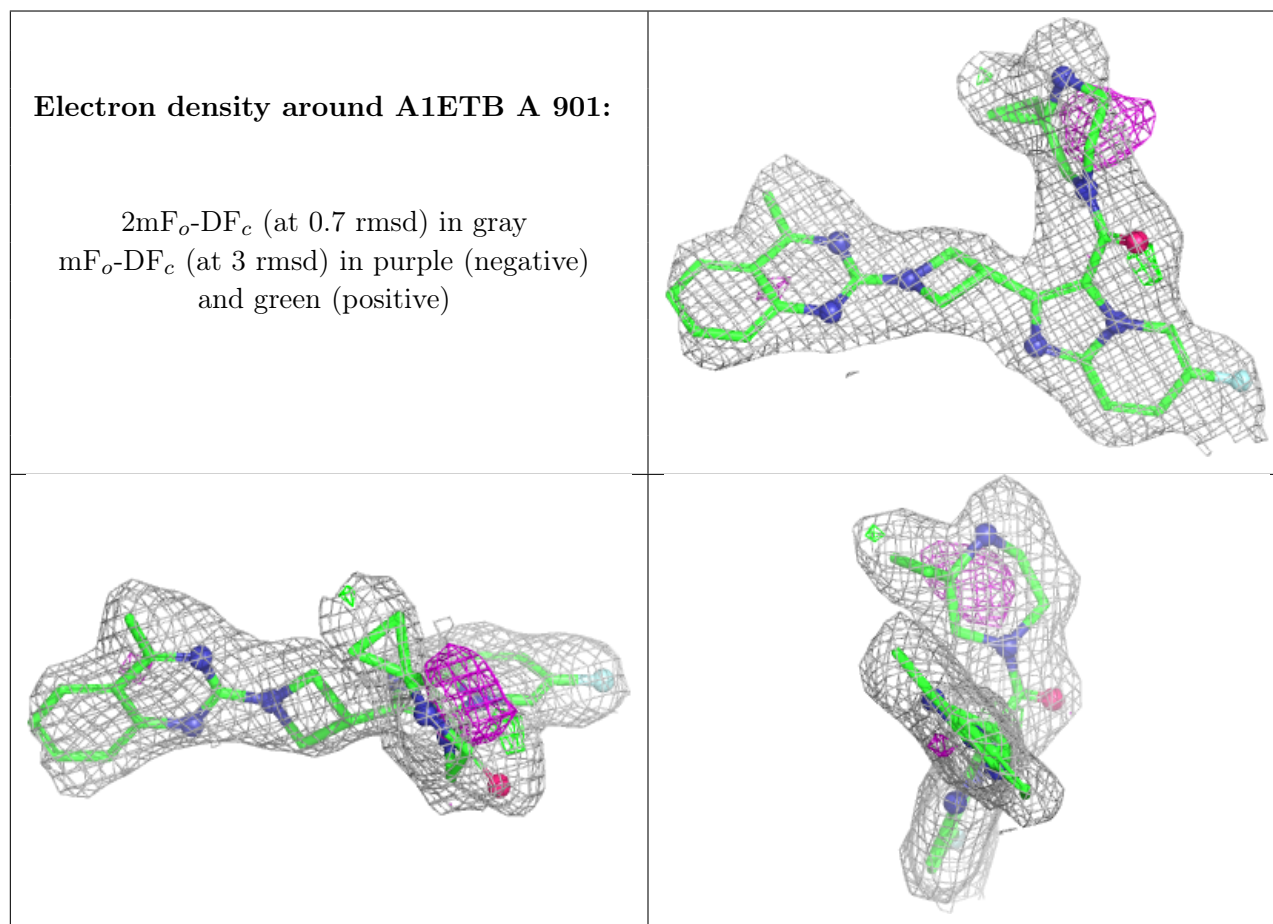 Electron density around A1ETB A 901:
2mFo-DFc (at 0.7 rmsd) in gray
mFo-DFc (at 3 rmsd) in purple (negative)
and green (positive)